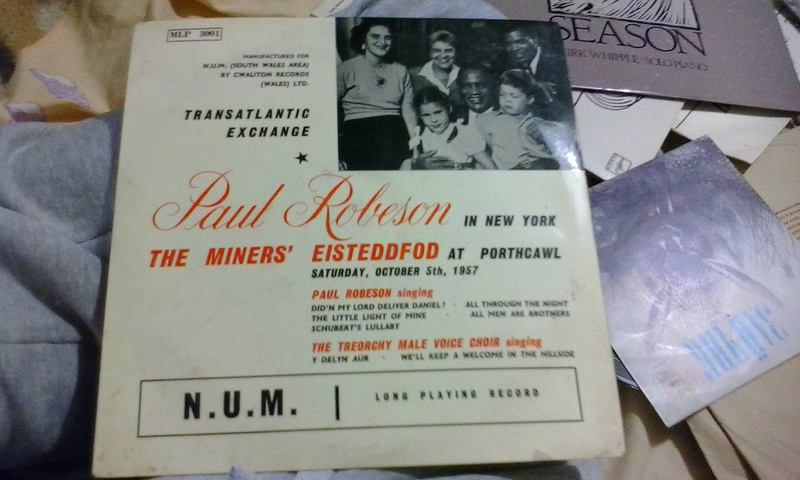 MLP 3001
MANUFACTURED FOR
N.U.M. (SOUTH WALES AREA)
BY CWALITON RECORDS
(WALES) LTD.
TRANSATLANTIC
EXCHANGE
Paul Robeson IN NEW YORK
THE MINERS' EISTEDDFOD AT PORTHCAWL
SATURDAY, OCTOBER 5th, 1957
PAUL ROBESON singing
DID'N MY LORD DELIVER DANIEL? · ALL THROUGH THE NIGHT
THE LITTLE LIGHT OF MINE · ALL MEN ARE BROTHERS
SCHUBERT'S LULLABY
THE TREORCHY MALE VOICE CHOIR singing
Y DELYN AUR · WE'LL KEEP A WELCOME IN THE HILLSIDE
N.U.M. | LONG PLAYING RECORD
SEASON
KIRK WHIPPLE · SOLO PIANO